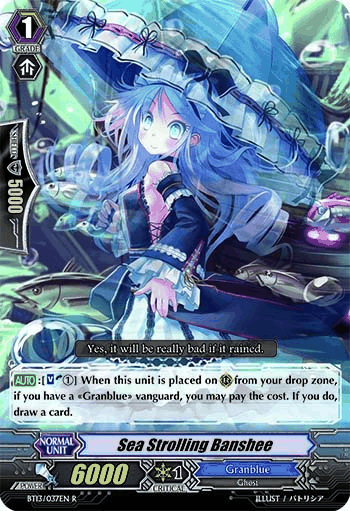 1
GRADE
SHIELD
5000
Yes, it will be really bad if it rained.
AUTO:[V/R ①] When this unit is placed on R from your drop zone,
if you have a «Granblue» vanguard, you may pay the cost. If you do,
draw a card.
NORMAL
UNIT
Sea Strolling Banshee
POWER
6000
1
CRITICAL
Granblue
Ghost
BT13/037EN R
ILLUST / パトリシア